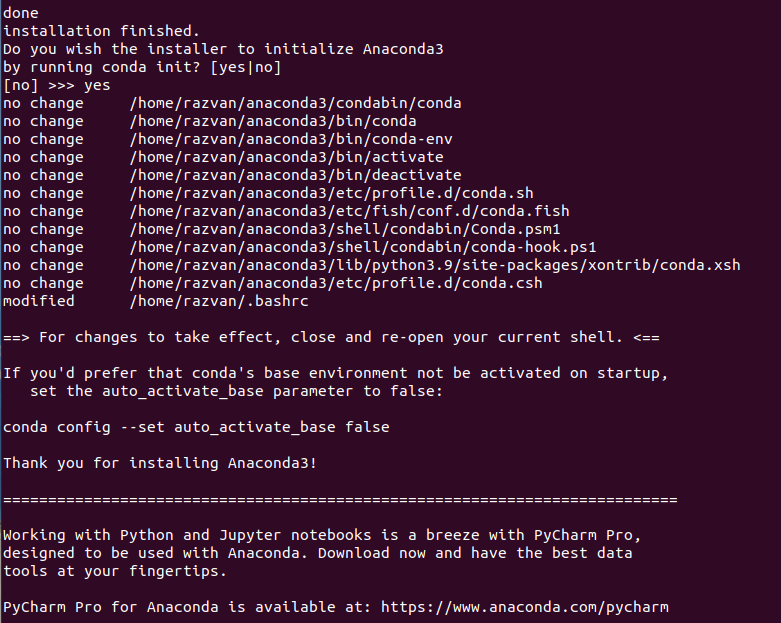 done
installation finished.
Do you wish the installer to initialize Anaconda3
by running conda init? [yes|no]
[no] >>> yes
no change     /home/razvan/anaconda3/condabin/conda
no change     /home/razvan/anaconda3/bin/conda
no change     /home/razvan/anaconda3/bin/conda-env
no change     /home/razvan/anaconda3/bin/activate
no change     /home/razvan/anaconda3/bin/deactivate
no change     /home/razvan/anaconda3/etc/profile.d/conda.sh
no change     /home/razvan/anaconda3/etc/fish/conf.d/conda.fish
no change     /home/razvan/anaconda3/shell/condabin/Conda.psm1
no change     /home/razvan/anaconda3/shell/condabin/conda-hook.ps1
no change     /home/razvan/anaconda3/lib/python3.9/site-packages/xontrib/conda.xsh
no change     /home/razvan/anaconda3/etc/profile.d/conda.csh
modified      /home/razvan/.bashrc

==> For changes to take effect, close and re-open your current shell. <==

If you'd prefer that conda's base environment not be activated on startup,
   set the auto_activate_base parameter to false:

conda config --set auto_activate_base false

Thank you for installing Anaconda3!

===========================================================================

Working with Python and Jupyter notebooks is a breeze with PyCharm Pro,
designed to be used with Anaconda. Download now and have the best data
tools at your fingertips.

PyCharm Pro for Anaconda is available at: https://www.anaconda.com/pycharm